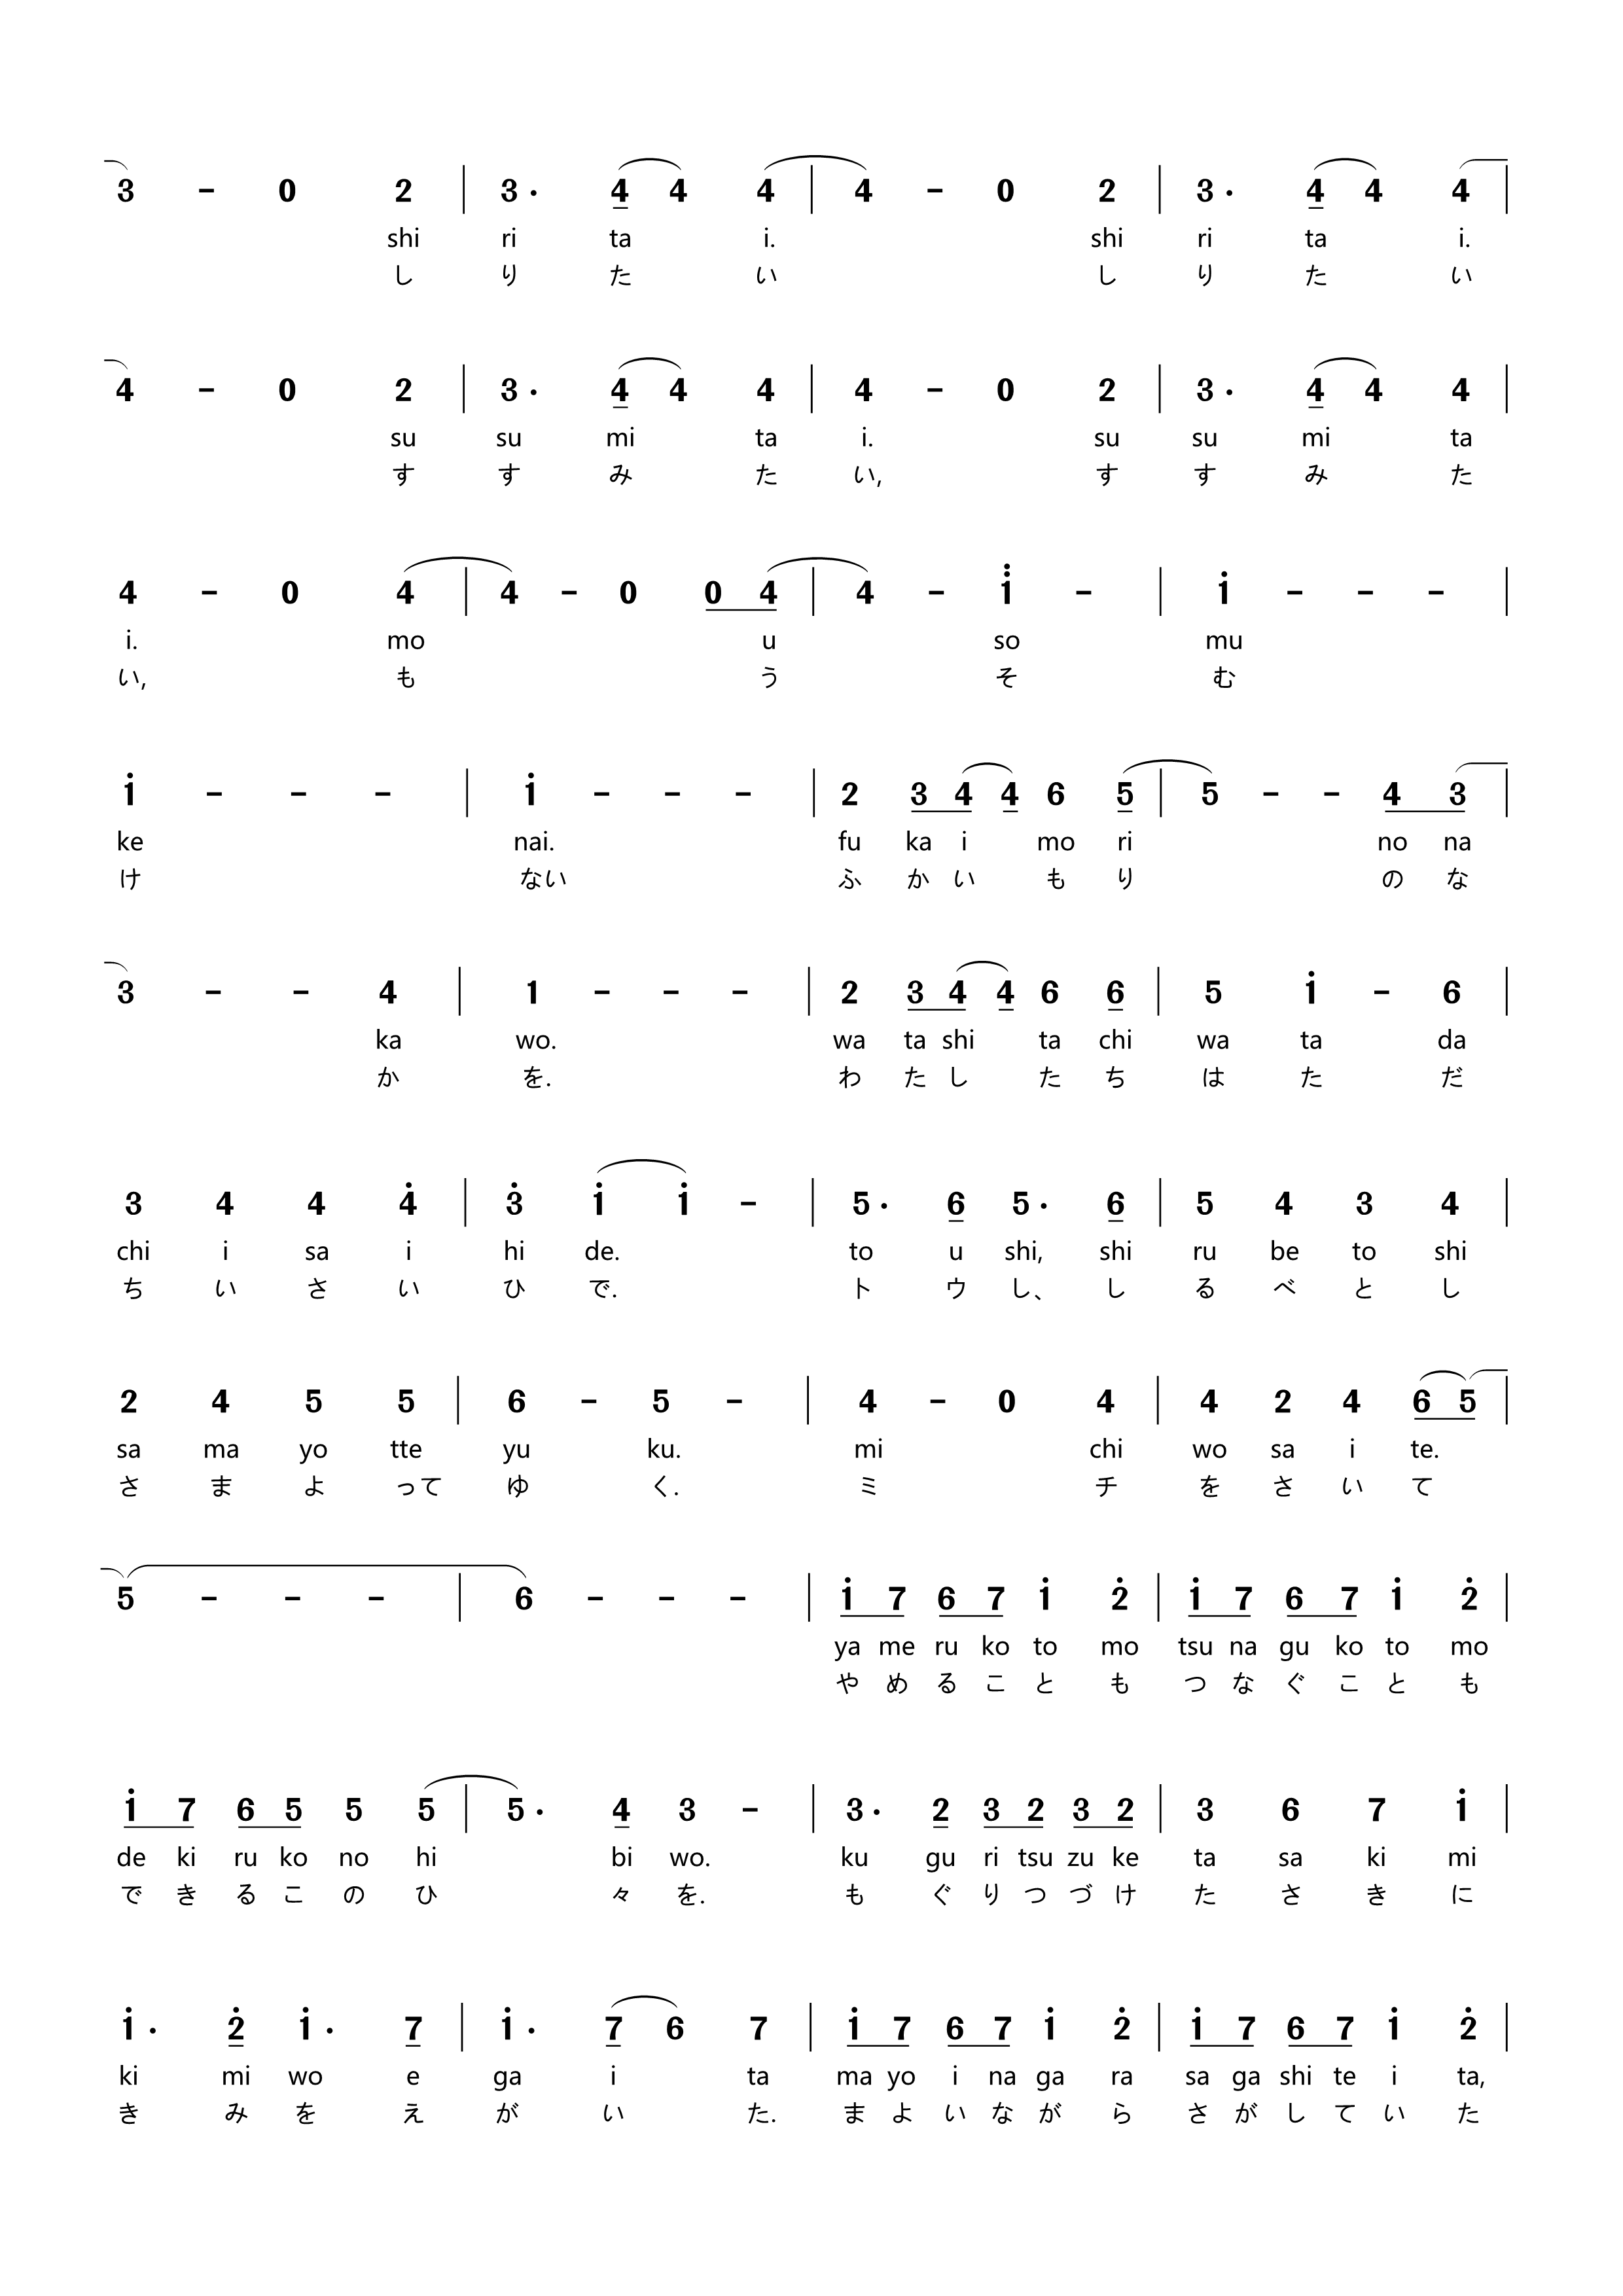 3 - 0 2 | 3· 4 4 4 | 4 - 0 2 | 3· 4 4 4 |
shi ri ta i. shi ri ta i.
し り た い し り た い
4 - 0 2 | 3· 4 4 4 | 4 - 0 2 | 3· 4 4 4 |
su su mi ta i. su su mi ta
す す み た い, す す み た
4 - 0 4 | 4 - 0 0 4 | 4 - i̇ - | i - - - |
i. mo u so mu
い, も う そ む
i - - - | i - - - | 2 3 4 4 6 5 | 5 - - 4 3 |
ke nai. fu ka i mo ri no na
け ない ふ か い も り の な
3 - - 4 | 1 - - - | 2 3 4 4 6 6 | 5 i - 6 |
ka wo. wa ta shi ta chi wa ta da
か を. わ た し た ち は た だ
3 4 4 4̇ | 3̇ i i - | 5· 6 5· 6 | 5 4 3 4 |
chi i sa i hi de. to u shi, shi ru be to shi
ち い さ い ひ で. ト ウ し、 し る べ と し
2 4 5 5 | 6 - 5 - | 4 - 0 4 | 4 2 4 6 5 |
sa ma yo tte yu ku. mi chi wo sa i te.
さ ま よ って ゆ く. ミ チ を さ い て
5 - - - | 6 - - - | i 7 6 7 i 2̇ | i 7 6 7 i 2̇ |
ya me ru ko to mo tsu na gu ko to mo
や め る こ と も つ な ぐ こ と も
i 7 6 5 5 5 | 5· 4 3 - | 3· 2 3 2 3 2 | 3 6 7 i |
de ki ru ko no hi bi wo. ku gu ri tsu zu ke ta sa ki mi
で き る こ の ひ 々 を. も ぐ り つ づ け た さ き に
i· 2̇ i· 7 | i· 7 6 7 | i 7 6 7 i 2̇ | i 7 6 7 i 2̇ |
ki mi wo e ga i ta ma yo i na ga ra sa ga shi te i ta,
き み を え が い た. ま よ い な が ら さ が し て い た